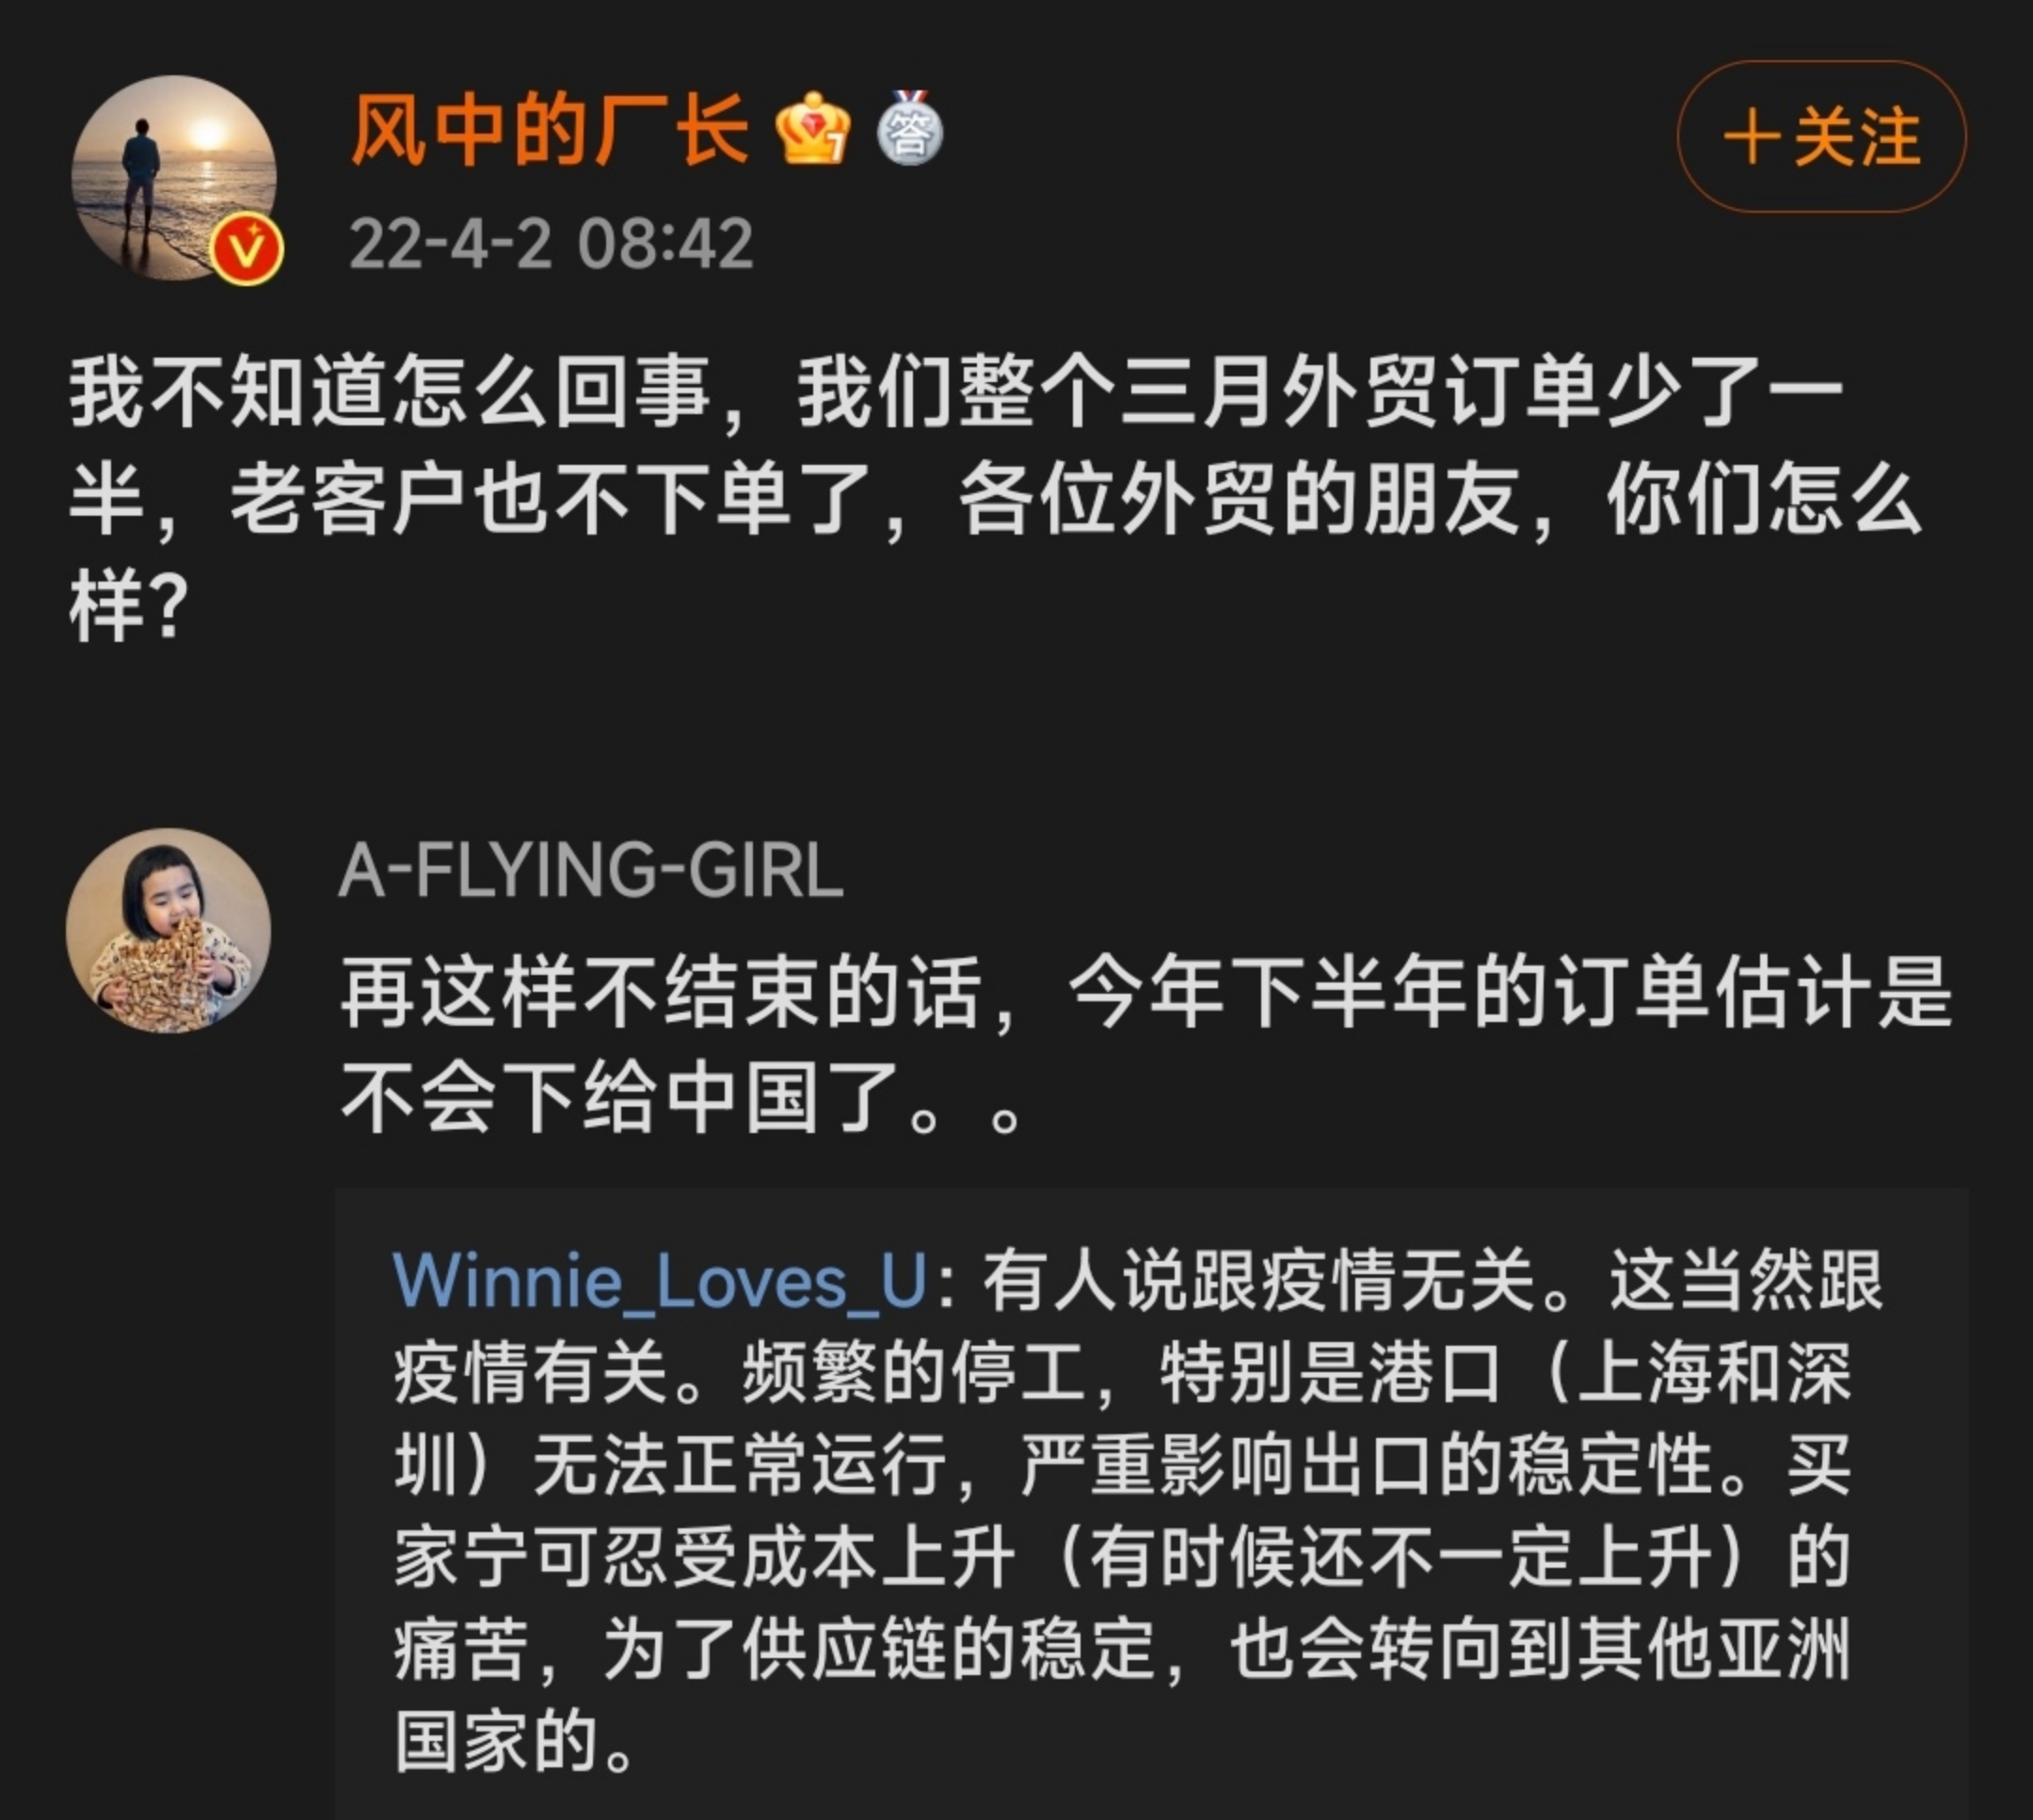 风中的厂长 7 答
+关注
22-4-2 08:42
我不知道怎么回事，我们整个三月外贸订单少了一
半，老客户也不下单了，各位外贸的朋友，你们怎么
样？
A-FLYING-GIRL
再这样不结束的话，今年下半年的订单估计是
不会下给中国了。。
Winnie_Loves_U：有人说跟疫情无关。这当然跟
疫情有关。频繁的停工，特别是港口（上海和深
圳）无法正常运行，严重影响出口的稳定性。买
家宁可忍受成本上升（有时候还不一定上升）的
痛苦，为了供应链的稳定，也会转向到其他亚洲
国家的。